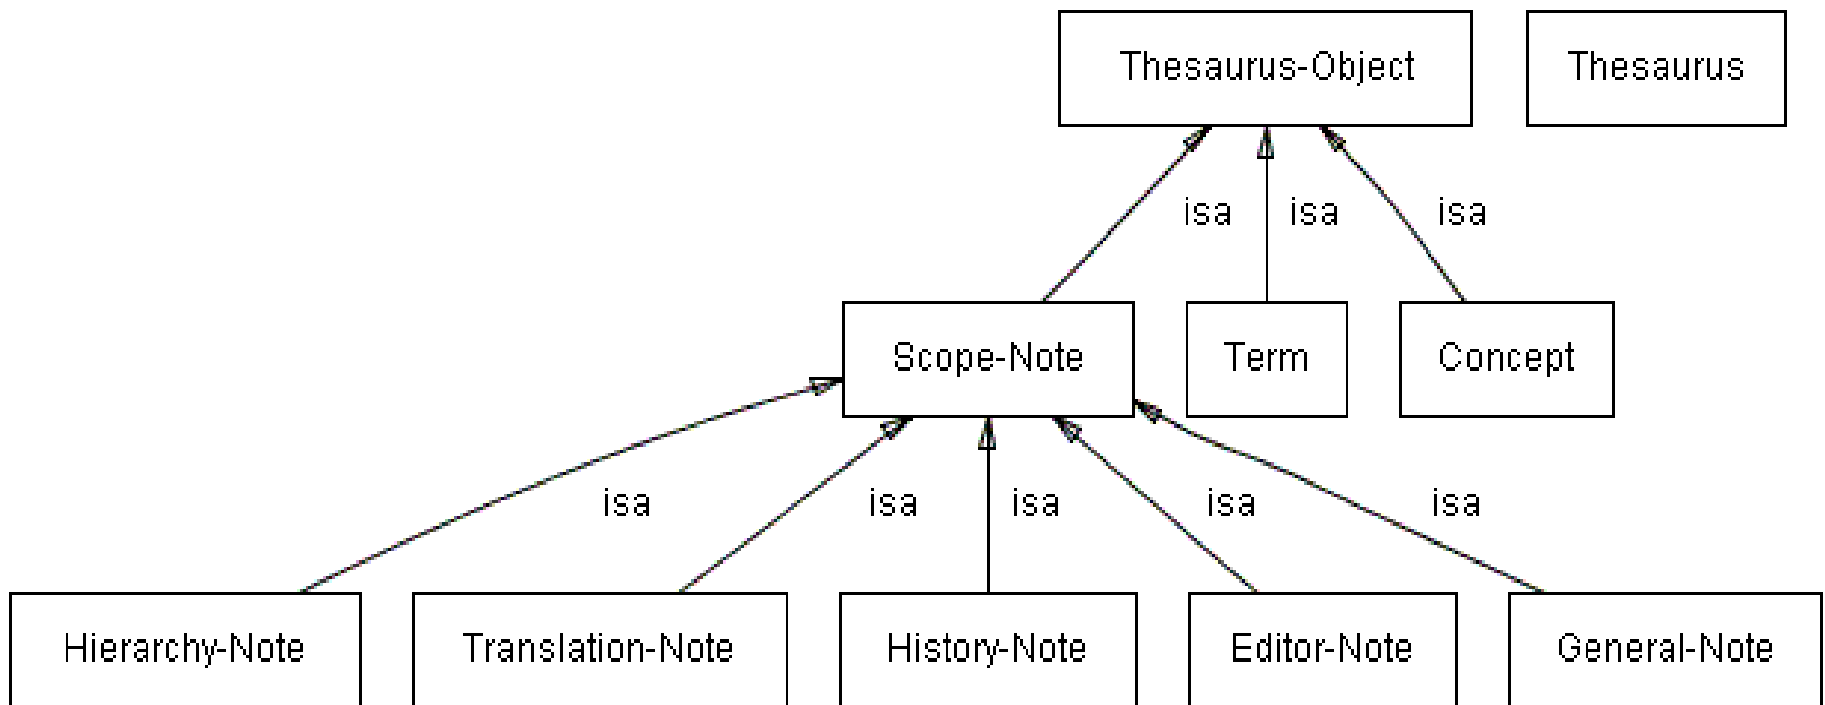 Thesaurus-Object
Thesaurus
isa
isa
isa
Scope-Note
Term
Concept
isa
isa
isa
isa
isa
Hierarchy-Note
Translation-Note
History-Note
Editor-Note
General-Note